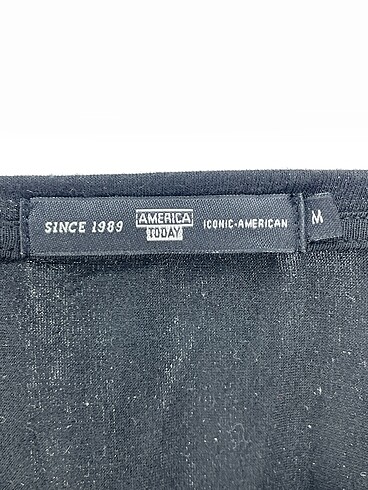 SINCE 1989
AMERICA
TODAY
ICONIC-AMERICAN
M